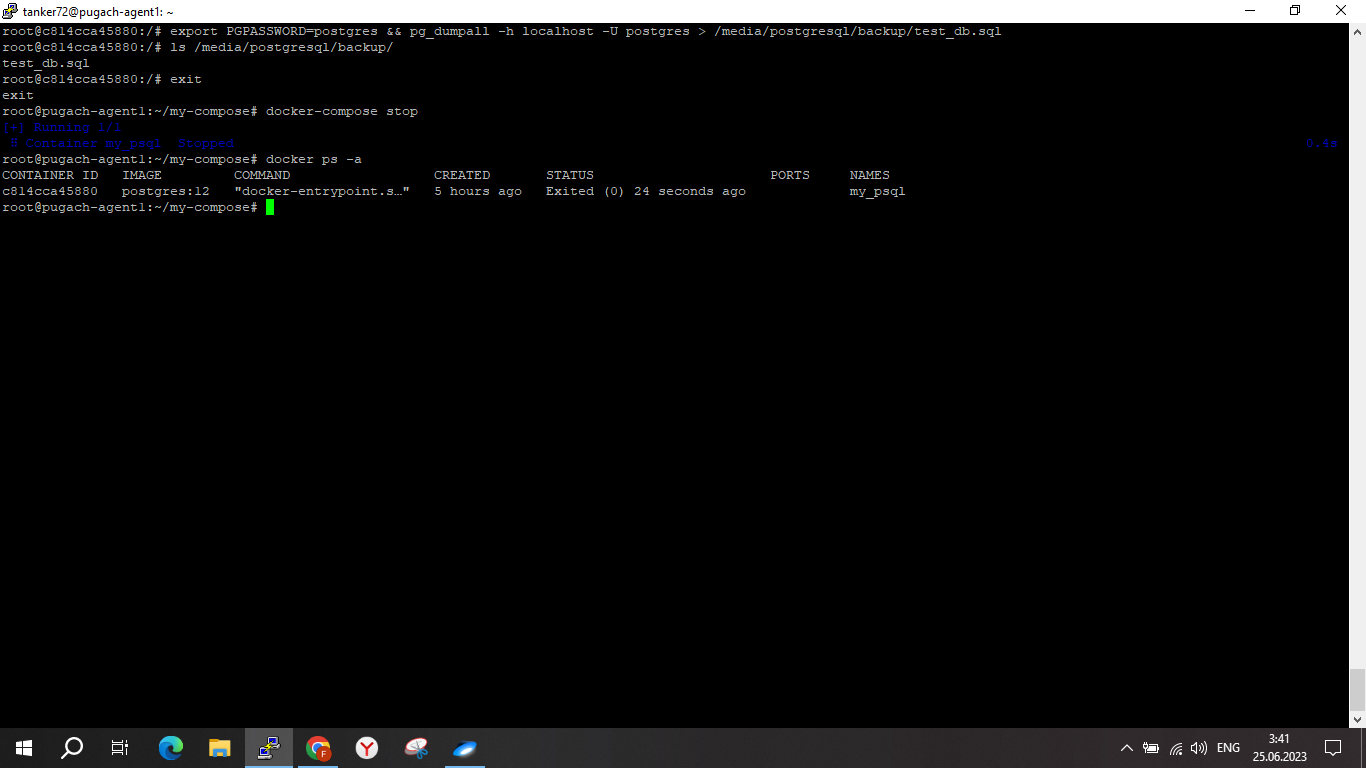 tanker72@pugach-agent1: ~
root@c814cca45880:/# export PGPASSWORD=postgres && pg_dumpall -h localhost -U postgres > /media/postgresql/backup/test_db.sql
root@c814cca45880:/# ls /media/postgresql/backup/
test_db.sql
root@c814cca45880:/# exit
exit
root@pugach-agent1:~/my-compose# docker-compose stop
[+] Running 1/1
Container my_psql  Stopped 0.4s
root@pugach-agent1:~/my-compose# docker ps -a
CONTAINER ID   IMAGE         COMMAND                  CREATED       STATUS                      PORTS     NAMES
c814cca45880   postgres:12   "docker-entrypoint.s…"   5 hours ago   Exited (0) 24 seconds ago             my_psql
root@pugach-agent1:~/my-compose#
F
Y
ENG
3:41
25.06.2023